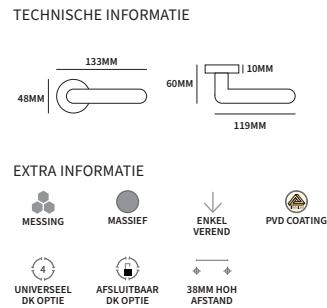 TECHNISCHE INFORMATIE
133MM
48MM
10MM
60MM
119MM
EXTRA INFORMATIE
MESSING
MASSIEF
ENKEL
VEREND
PVD COATING
4
UNIVERSEEL
DK OPTIE
AFSLUITBAAR
DK OPTIE
38MM HOH
AFSTAND